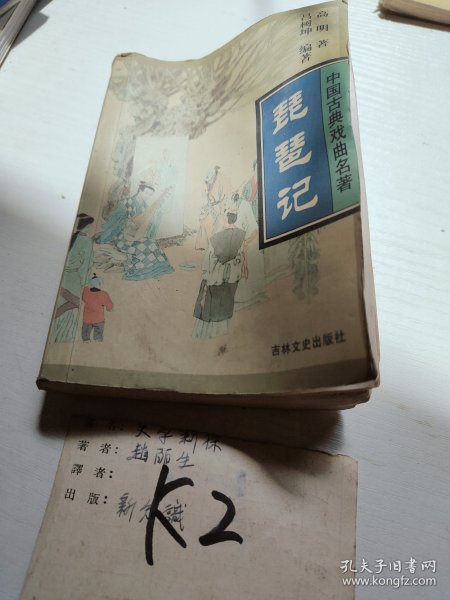 高 明 著
吕树坤 编著
中国古典戏曲名著
琵琶记
吉林文史出版社
著 者：赵丽生
譯 者：
出 版：新知識
K2
孔夫子旧书网
www.kongfz.com